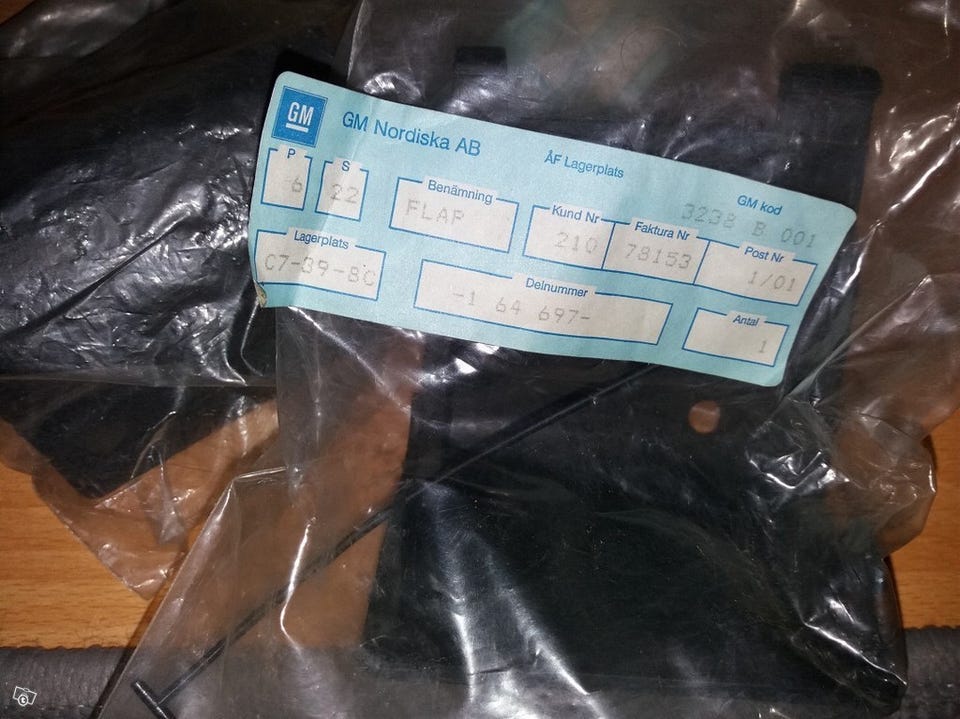 GM
GM Nordiska AB
ÅF Lagerplats
GM kod
3238 B 001
P
6
S
22
Benämning
FLAP
Kund Nr
210
Faktura Nr
78153
Post Nr
1/01
Lagerplats
C7-39-8C
Delnummer
-1 64 697-
Antal
1